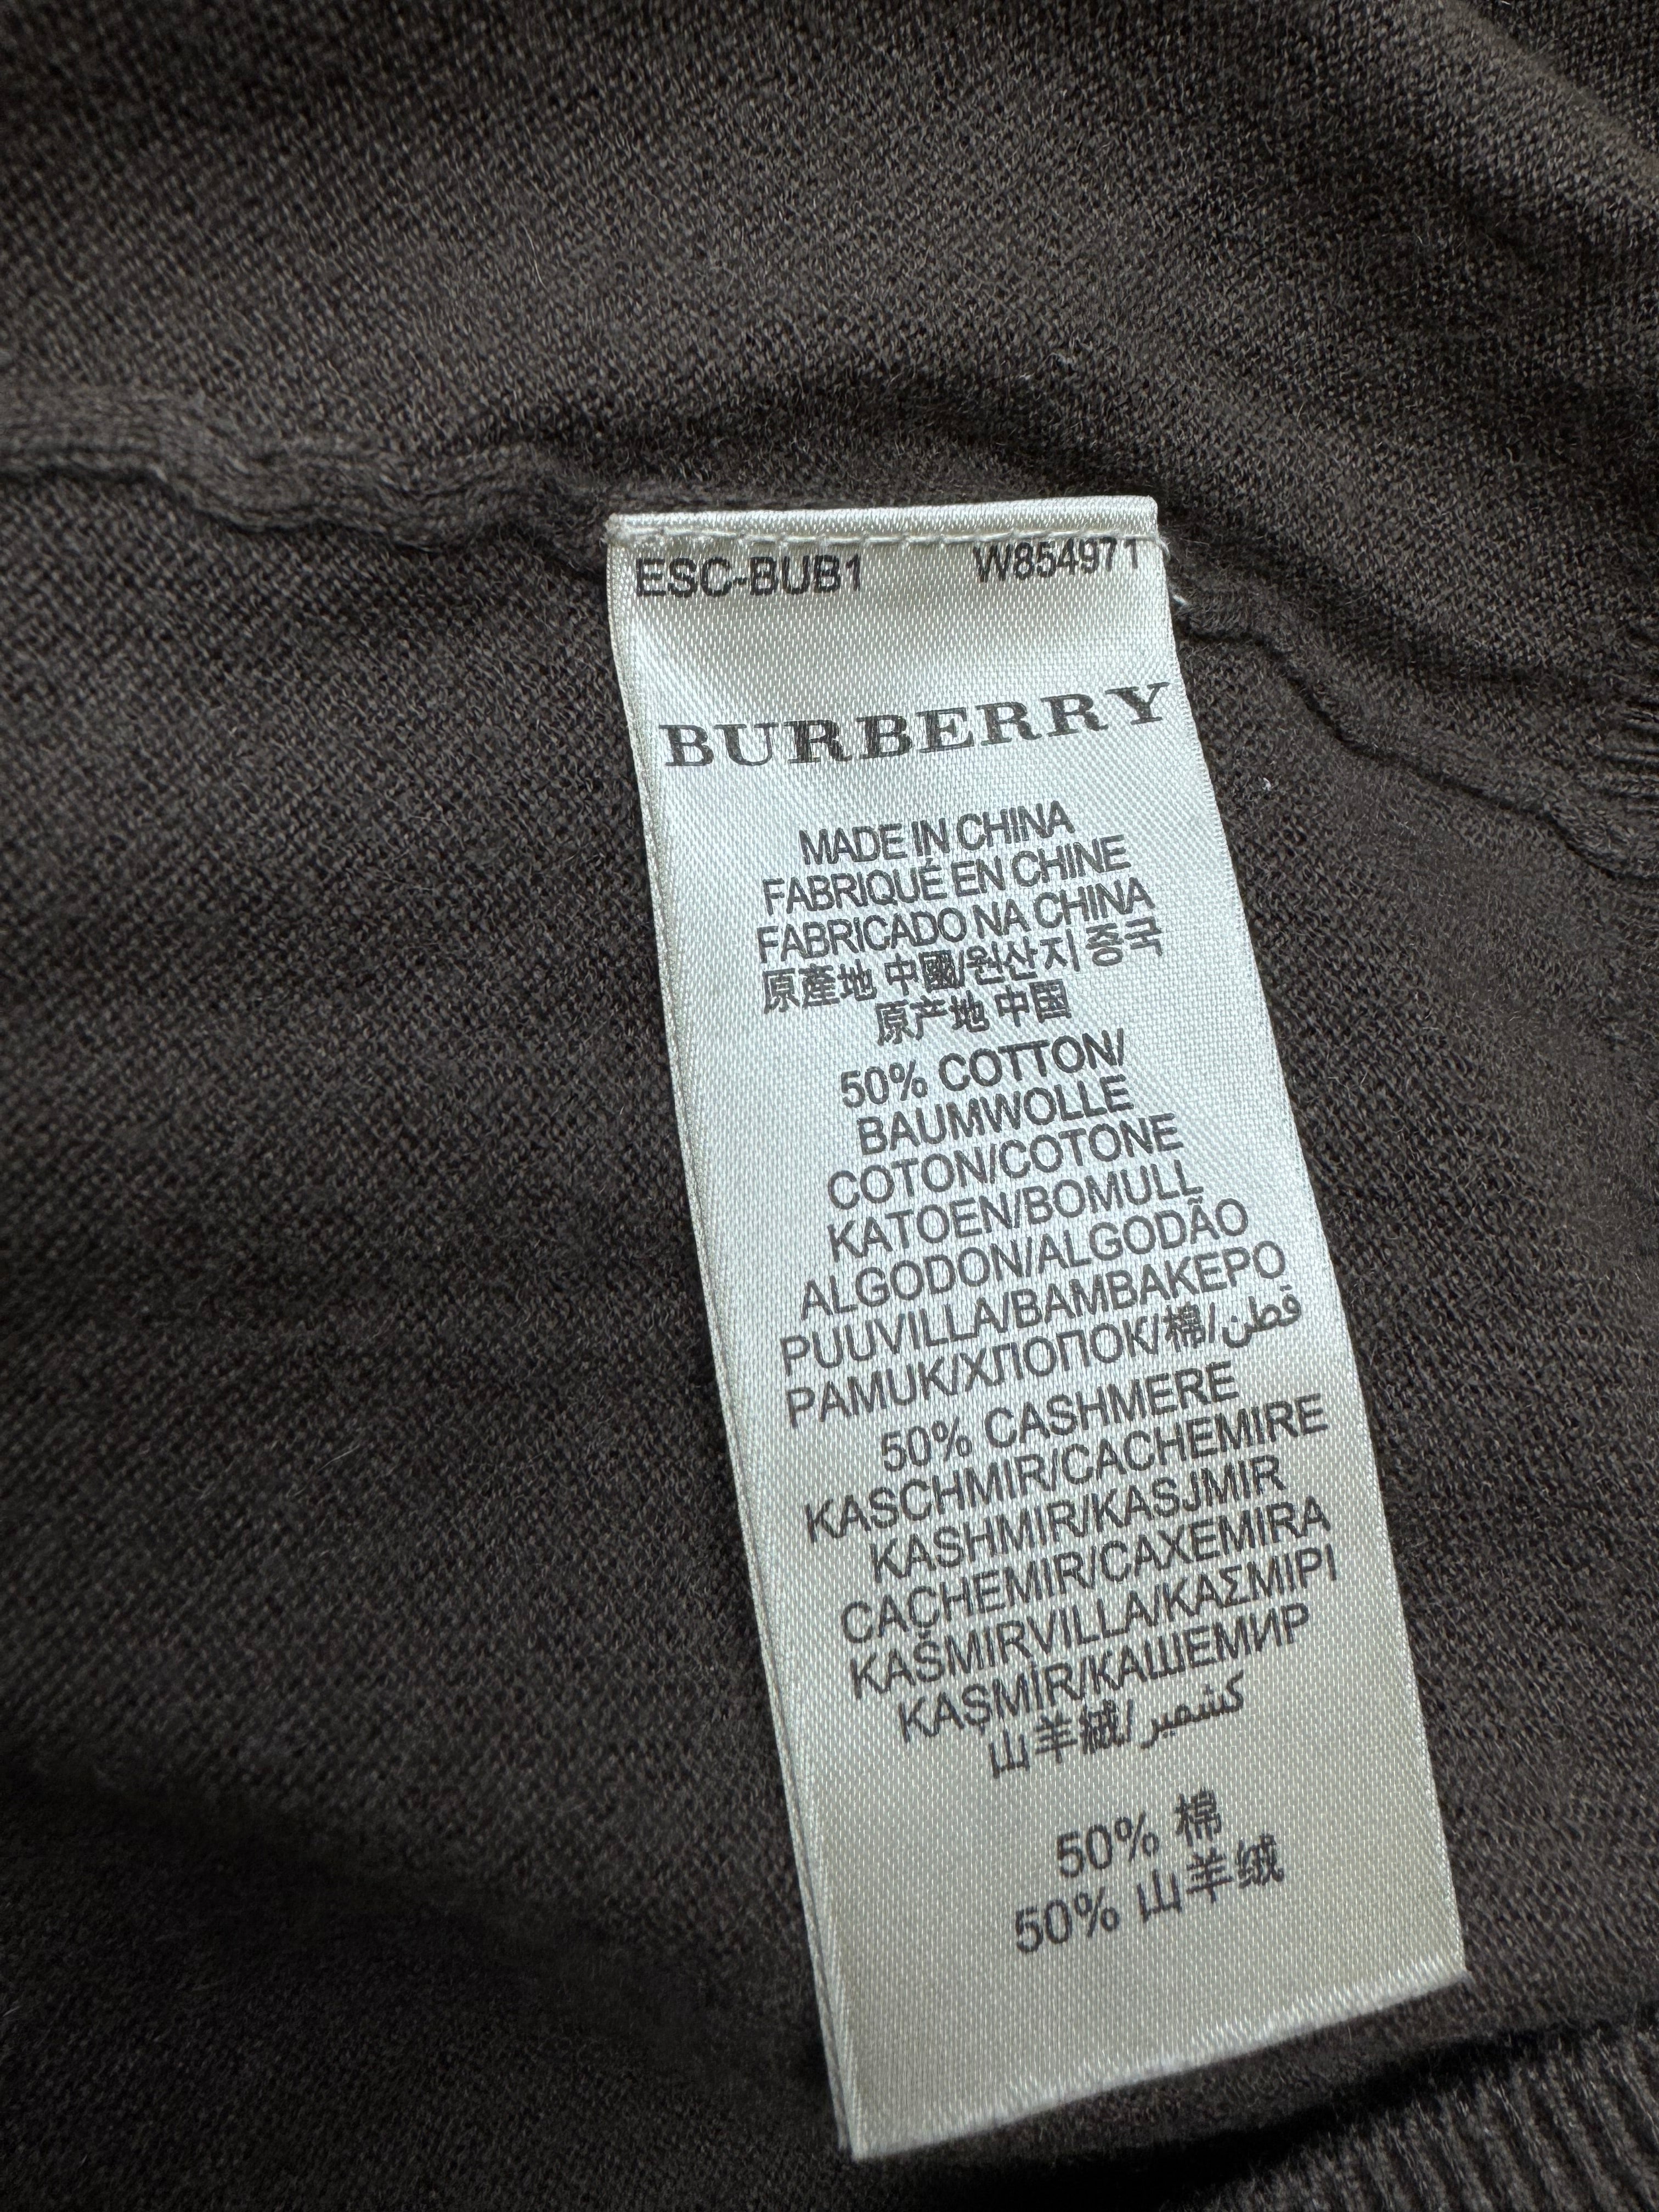 ESC-BUB1 W854971
BURBERRY
MADE IN CHINA
FABRIQUÉ EN CHINE
FABRICADO NA CHINA
原產地 中國/원산지 중국
原产地 中国
50% COTTON/
BAUMWOLLE
COTON/COTONE
KATOEN/BOMULL
ALGODON/ALGODÃO
PUUVILLA/BAMBAKEPO
PAMUK/ХЛОПОК/棉/قطن
50% CASHMERE
KASCHMIR/CACHEMIRE
KASHMIR/KASJMIR
CACHEMIR/CAXEMIRA
KAŠMIRVILLA/ΚΑΣΜΙΡΙ
KAŞMİR/КАШЕМИР
山羊絨/كشمير
50% 棉
50% 山羊绒